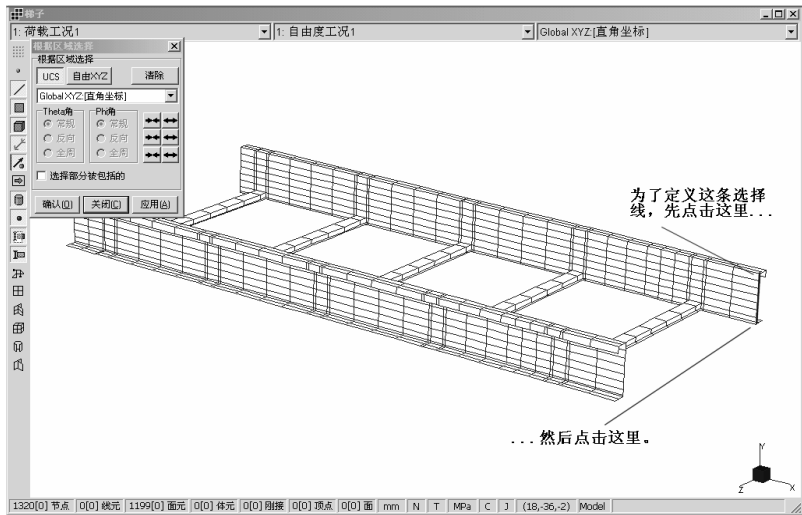 梯子
1: 荷载工况1
1: 自由度工况1
Global XYZ:[直角坐标]
根据区域选择
根据区域选择
UCS
自由XYZ
清除
Global XYZ:[直角坐标]
Theta角
Phi角
常规
常规
反向
反向
全周
全周
选择部分被包括的
确认(O)
关闭(C)
应用(A)
为了定义这条选择
线，先点击这里...
...然后点击这里。
Y
Z
X
1320[0] 节点
0[0] 线元
1199[0] 面元
0[0] 体元
0[0] 刚接
0[0] 顶点
0[0] 面
mm
N
T
MPa
C
J
(18,-36,-2)
Model